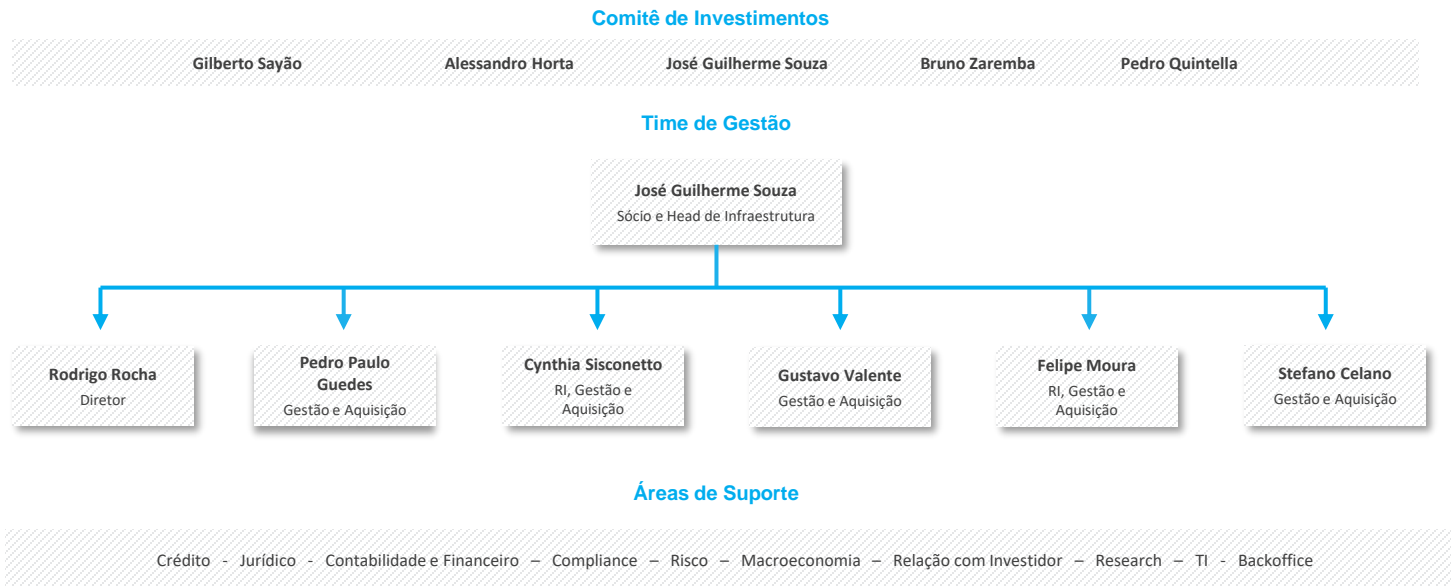 Comitê de Investimentos
Gilberto Sayão Alessandro Horta José Guilherme Souza Bruno Zaremba Pedro Quintella
Time de Gestão
José Guilherme Souza
Sócio e Head de Infraestrutura
Rodrigo Rocha
Diretor
Pedro Paulo
Guedes
Gestão e Aquisição
Cynthia Sisconetto
RI, Gestão e
Aquisição
Gustavo Valente
Gestão e Aquisição
Felipe Moura
RI, Gestão e
Aquisição
Stefano Celano
Gestão e Aquisição
Áreas de Suporte
Crédito - Jurídico - Contabilidade e Financeiro – Compliance – Risco – Macroeconomia – Relação com Investidor – Research – TI - Backoffice